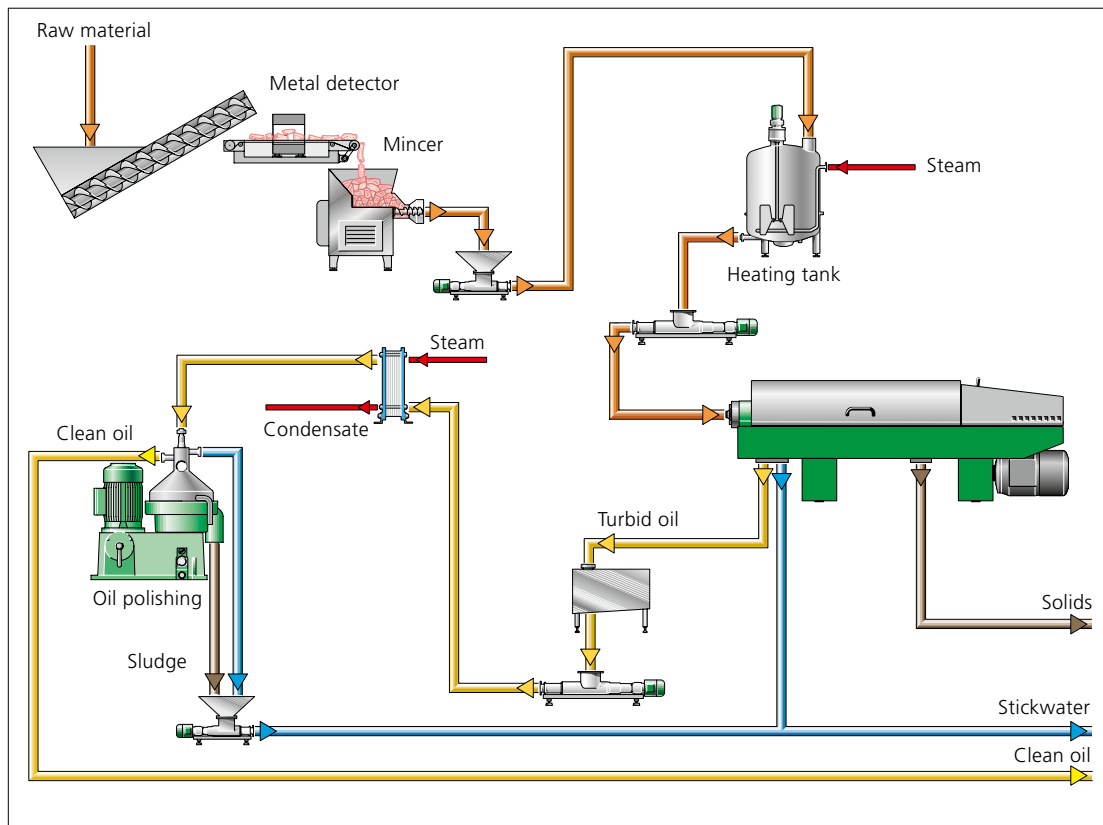 Raw material
Metal detector
Mincer
Steam
Heating tank
Steam
Condensate
Clean oil
Turbid oil
Oil polishing
Solids
Sludge
Stickwater
Clean oil